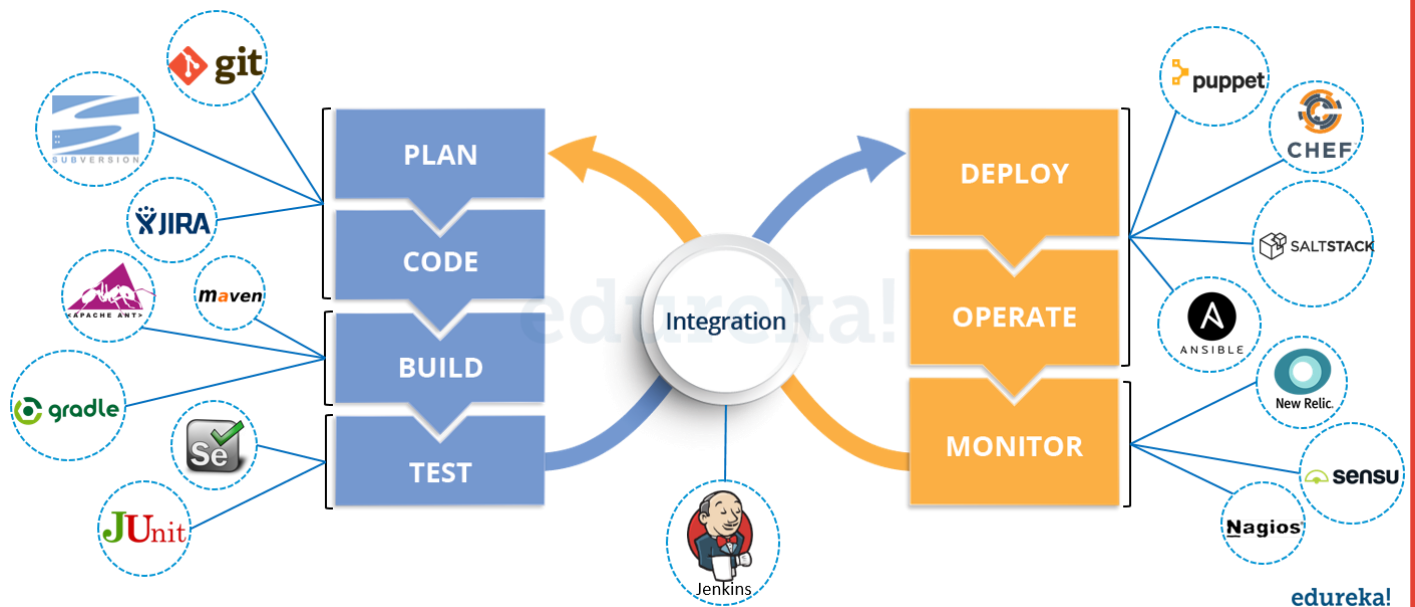 git
SUBVERSION
JIRA
APACHE ANT
maven
gradle
Se
JUnit
PLAN
CODE
BUILD
TEST
edureka!
Integration
Jenkins
DEPLOY
OPERATE
MONITOR
puppet
CHEF
SALTSTACK
A
ANSIBLE
New Relic.
sensu
Nagios®
edureka!